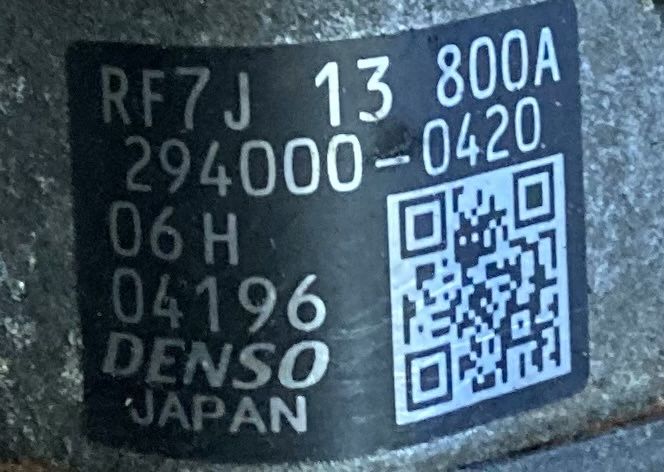 RF7J 13 800A
294000-0420
06H
04196
DENSO
JAPAN